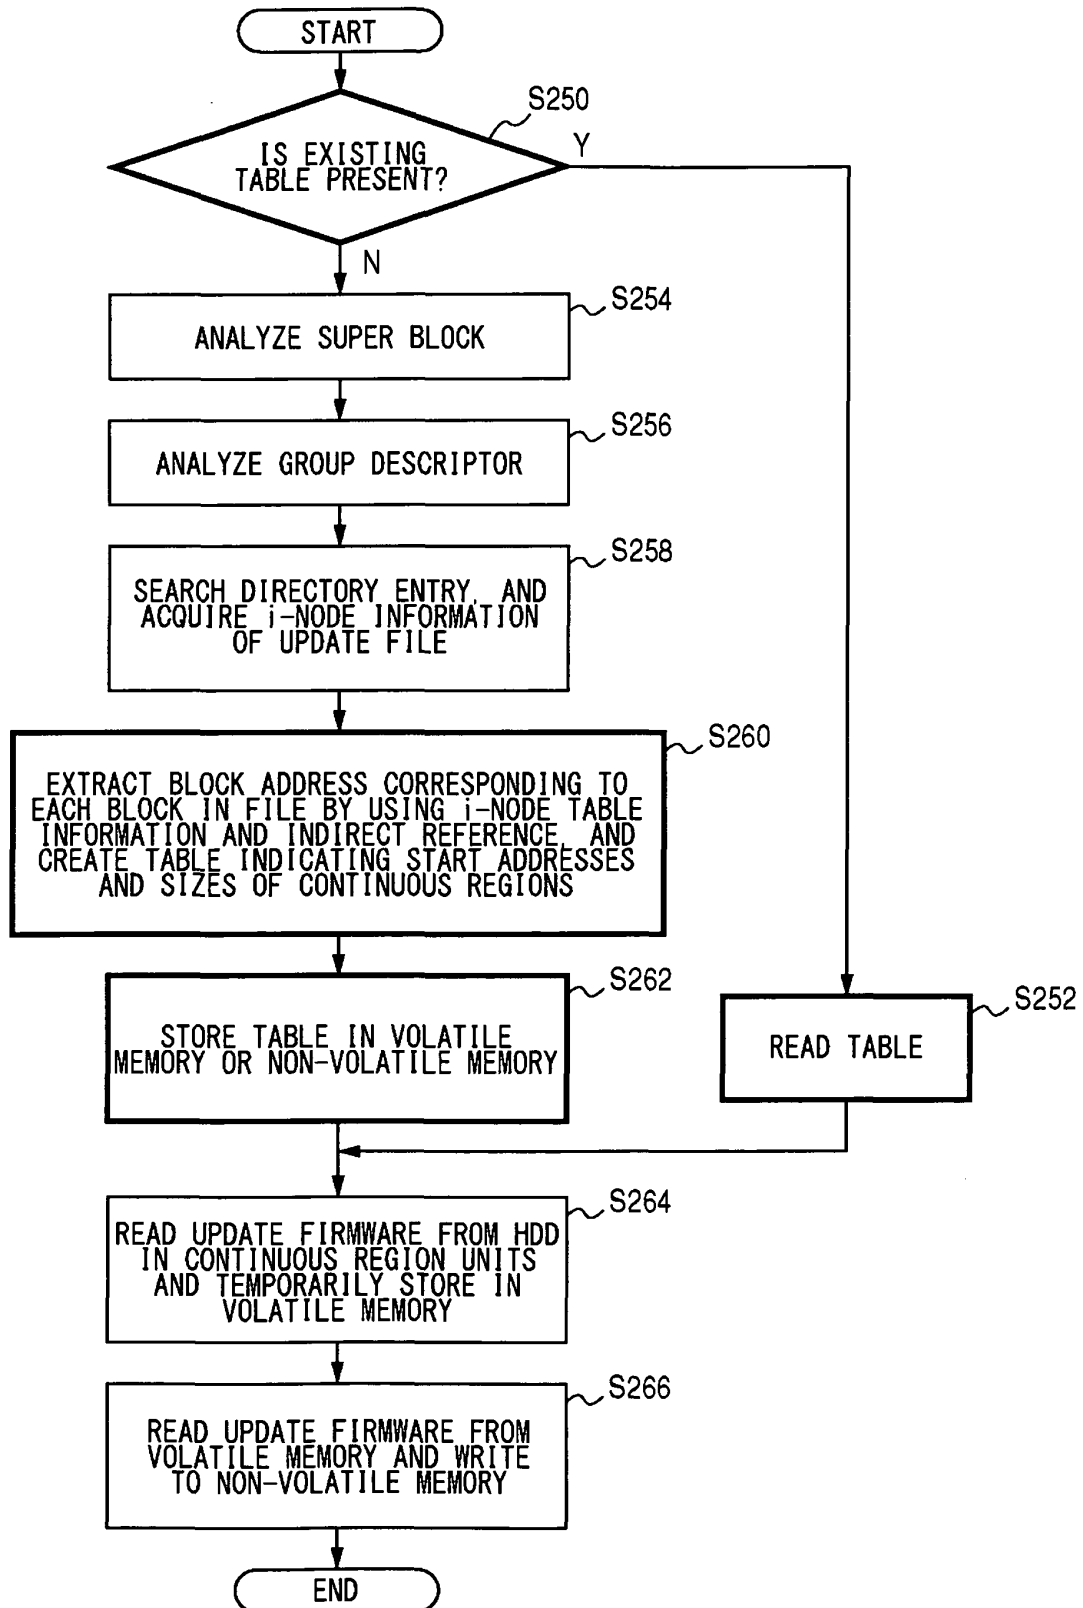 START
S250
IS EXISTING
TABLE PRESENT?
Y
N
S254
ANALYZE SUPER BLOCK
S256
ANALYZE GROUP DESCRIPTOR
S258
SEARCH DIRECTORY ENTRY, AND
ACQUIRE i-NODE INFORMATION
OF UPDATE FILE
S260
EXTRACT BLOCK ADDRESS CORRESPONDING TO
EACH BLOCK IN FILE BY USING i-NODE TABLE
INFORMATION AND INDIRECT REFERENCE, AND
CREATE TABLE INDICATING START ADDRESSES
AND SIZES OF CONTINUOUS REGIONS
S262
STORE TABLE IN VOLATILE
MEMORY OR NON-VOLATILE MEMORY
S252
READ TABLE
S264
READ UPDATE FIRMWARE FROM HDD
IN CONTINUOUS REGION UNITS
AND TEMPORARILY STORE IN
VOLATILE MEMORY
S266
READ UPDATE FIRMWARE FROM
VOLATILE MEMORY AND WRITE
TO NON-VOLATILE MEMORY
END